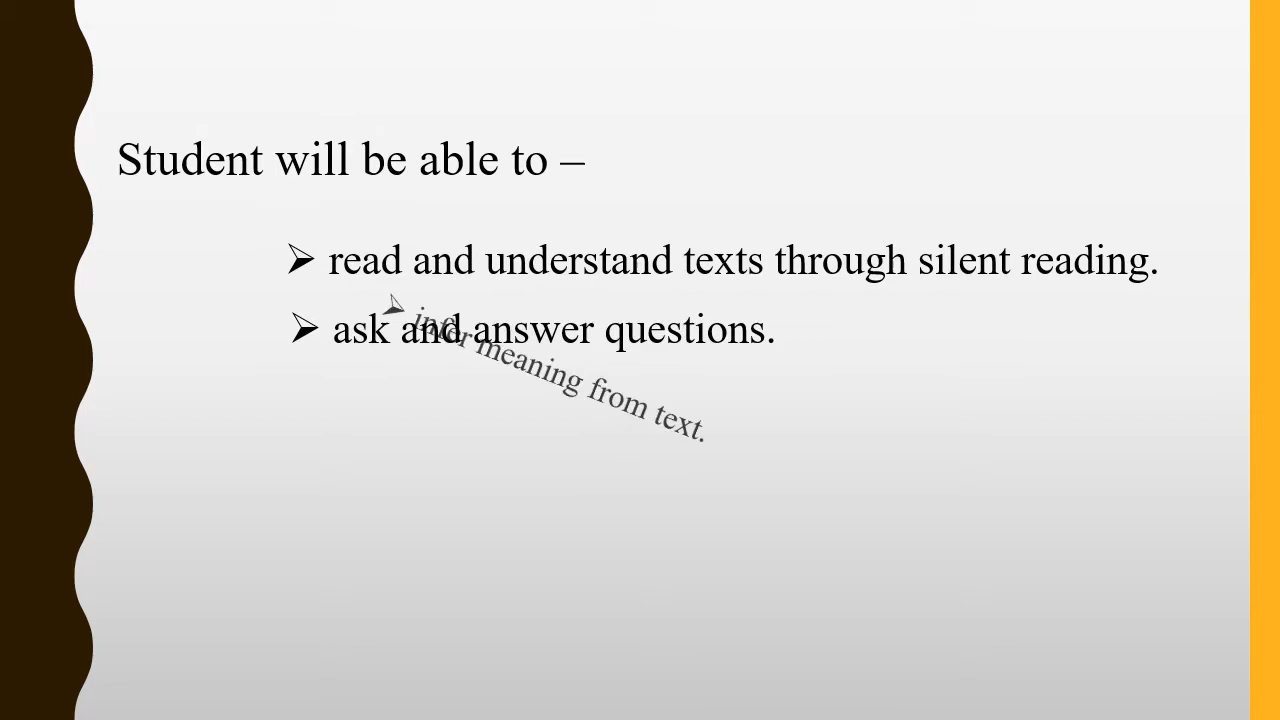 Student will be able to –
➢ read and understand texts through silent reading.
➢ ask and answer questions.
➢ infer meaning from text.